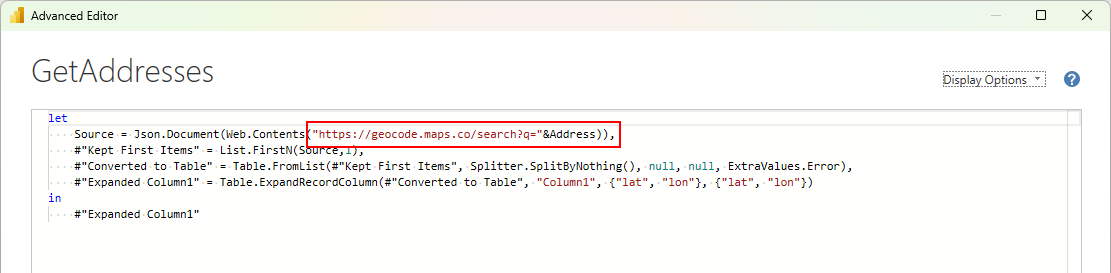 Advanced Editor
GetAddresses
Display Options
?
let
    Source = Json.Document(Web.Contents("https://geocode.maps.co/search?q="&Address)),
    #"Kept First Items" = List.FirstN(Source,1),
    #"Converted to Table" = Table.FromList(#"Kept First Items", Splitter.SplitByNothing(), null, null, ExtraValues.Error),
    #"Expanded Column1" = Table.ExpandRecordColumn(#"Converted to Table", "Column1", {"lat", "lon"}, {"lat", "lon"})
in
    #"Expanded Column1"